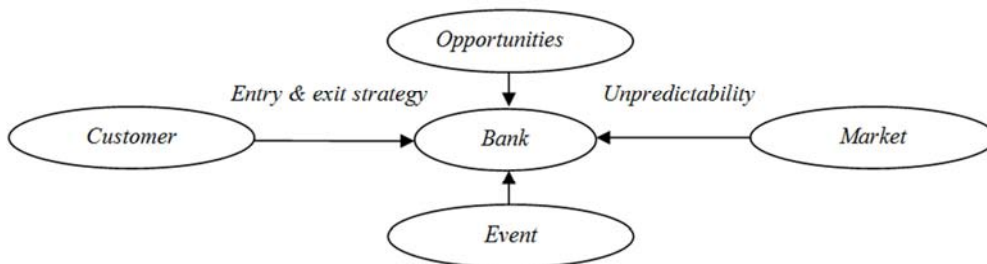 Opportunities
Entry & exit strategy
Unpredictability
Customer
Bank
Market
Event